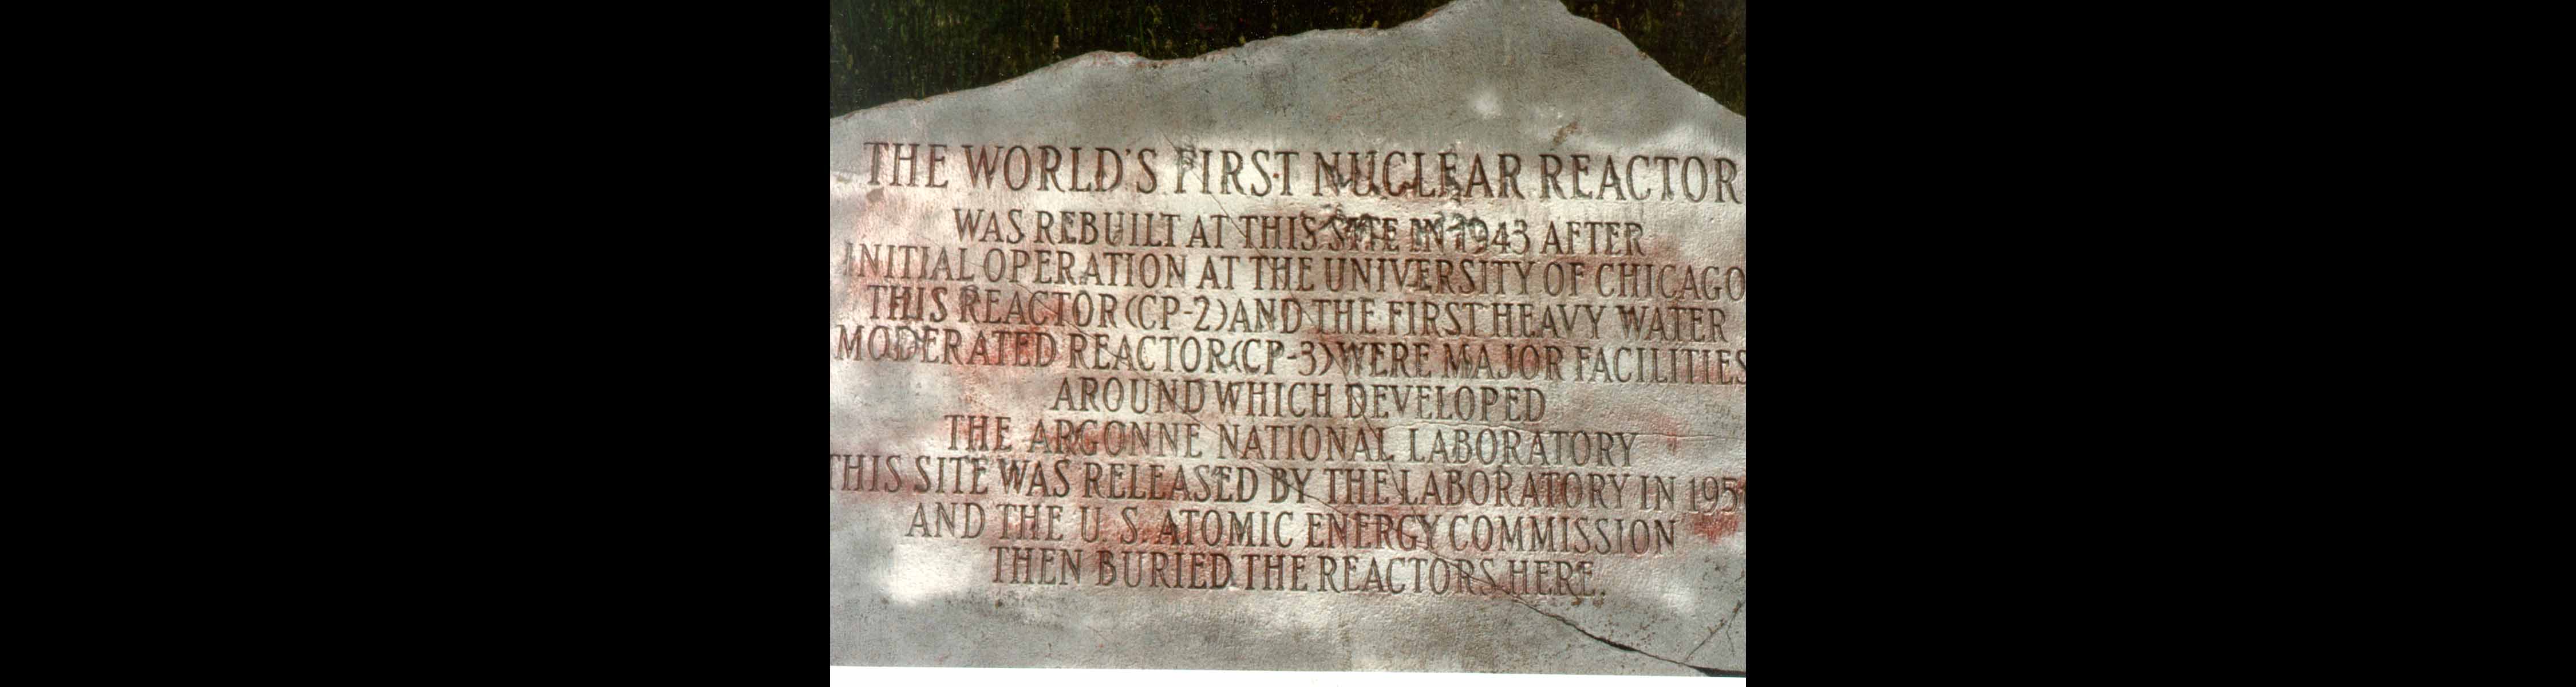 THE WORLD'S FIRST NUCLEAR REACTOR
WAS REBUILT AT THIS SITE IN 1943 AFTER
INITIAL OPERATION AT THE UNIVERSITY OF CHICAGO
THIS REACTOR (CP-2) AND THE FIRST HEAVY WATER
MODERATED REACTOR (CP-3) WERE MAJOR FACILITIES
AROUND WHICH DEVELOPED
THE ARGONNE NATIONAL LABORATORY
THIS SITE WAS RELEASED BY THE LABORATORY IN
AND THE U. S. ATOMIC ENERGY COMMISSION
THEN BURIED THE REACTORS HERE.